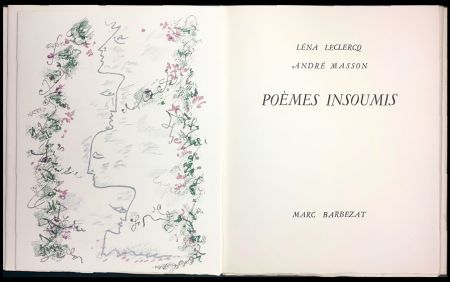 LÉNA LECLERCQ
ANDRÉ MASSON
POÈMES INSOUMIS
MARC BARBEZAT